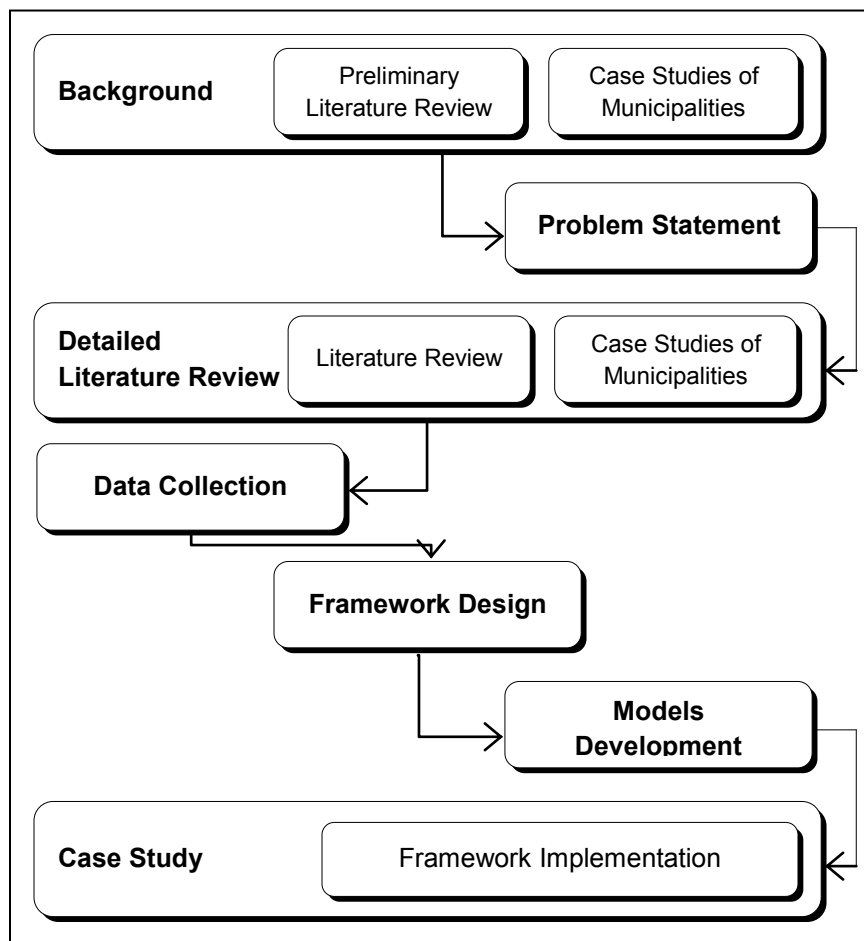 Background
Preliminary
Literature Review
Case Studies of
Municipalities
Problem Statement
Detailed
Literature Review
Literature Review
Case Studies of
Municipalities
Data Collection
Framework Design
Models
Development
Case Study
Framework Implementation